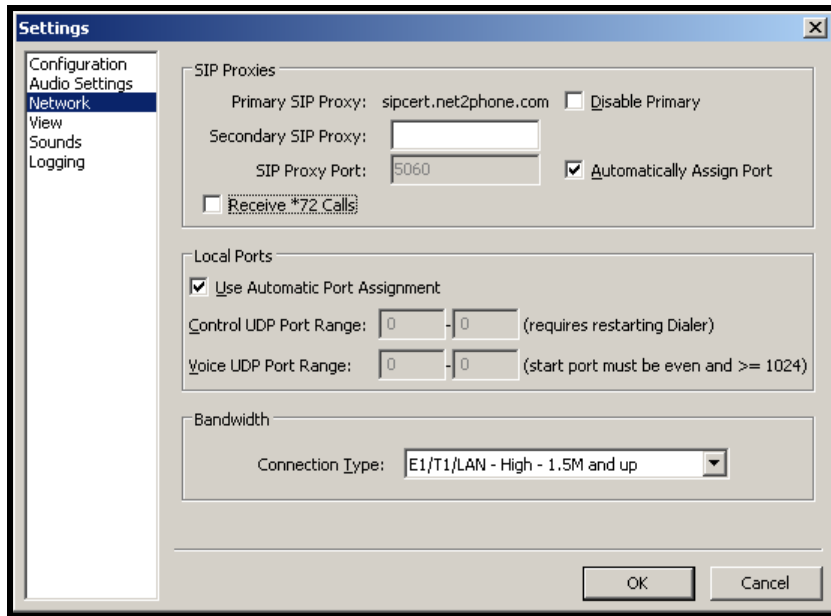 Settings
Configuration
Audio Settings
Network
View
Sounds
Logging
SIP Proxies
Primary SIP Proxy: sipcert.net2phone.com Disable Primary
Secondary SIP Proxy:
SIP Proxy Port: 5060 Automatically Assign Port
Receive *72 Calls
Local Ports
Use Automatic Port Assignment
Control UDP Port Range: 0 - 0 (requires restarting Dialer)
Voice UDP Port Range: 0 - 0 (start port must be even and >= 1024)
Bandwidth
Connection Type: E1/T1/LAN - High - 1.5M and up
OK Cancel